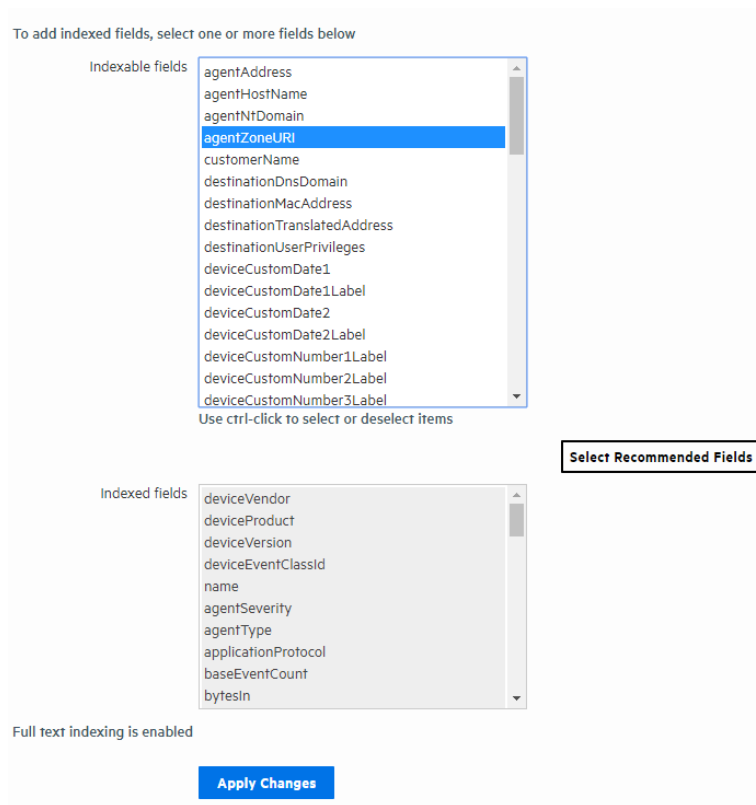 To add indexed fields, select one or more fields below
Indexable fields
agentAddress
agentHostName
agentNtDomain
agentZoneURI
customerName
destinationDnsDomain
destinationMacAddress
destinationTranslatedAddress
destinationUserPrivileges
deviceCustomDate1
deviceCustomDate1Label
deviceCustomDate2
deviceCustomDate2Label
deviceCustomNumber1Label
deviceCustomNumber2Label
deviceCustomNumber3Label
Use ctrl-click to select or deselect items
Select Recommended Fields
Indexed fields
deviceVendor
deviceProduct
deviceVersion
deviceEventClassId
name
agentSeverity
agentType
applicationProtocol
baseEventCount
bytesIn
Full text indexing is enabled
Apply Changes